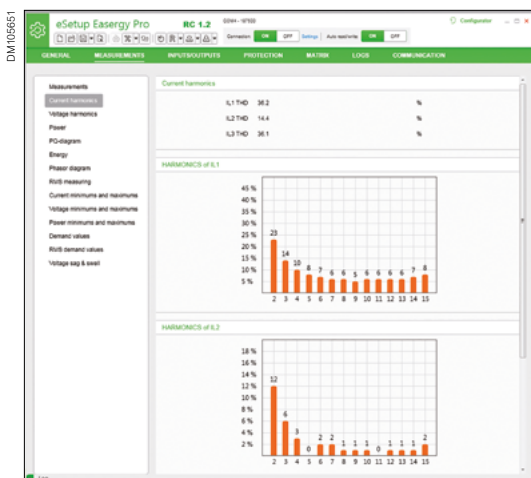 DM105651
eSetup Easergy Pro
RC 1.2
Configurator
Connection ON OFF Settings Auto read/write ON OFF
GENERAL MEASUREMENTS INPUTS/OUTPUTS PROTECTION MATRIX LOGS COMMUNICATION
Measurements
Current harmonics
Voltage harmonics
Power
PQ-diagram
Energy
Phasor diagram
RMS measuring
Current minimums and maximums
Voltage minimums and maximums
Power minimums and maximums
Demand values
RMS demand values
Voltage sag & swell
Current harmonics
IL1 THD 36.2 %
IL2 THD 14.4 %
IL3 THD 36.1 %
HARMONICS of IL1
45 %
40 %
35 %
30 %
25 %
20 %
15 %
10 %
5 %
23 14 10 8 7 6 6 5 6 6 6 6 7 8
2 3 4 5 6 7 8 9 10 11 12 13 14 15
HARMONICS of IL2
18 %
16 %
14 %
12 %
10 %
8 %
6 %
4 %
2 %
12 6 3 0 2 2 1 1 1 0 1 1 1 2
2 3 4 5 6 7 8 9 10 11 12 13 14 15